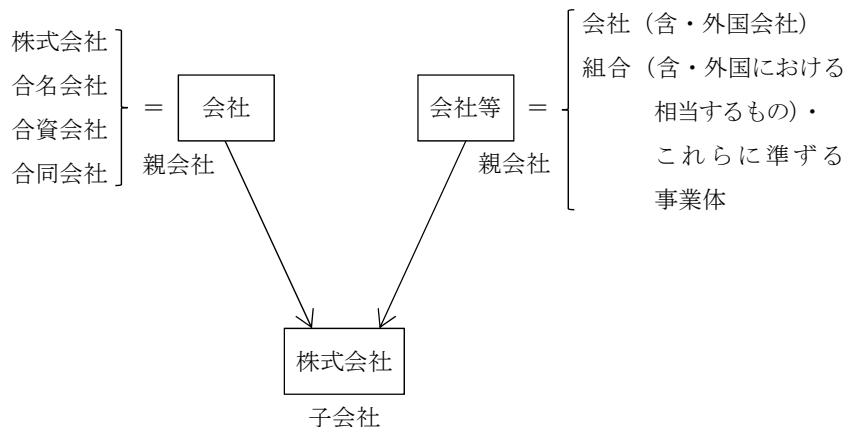 株式会社
合名会社
合資会社
合同会社
＝
会社
親会社
会社等
＝
親会社
会社（含・外国会社）
組合（含・外国における
相当するもの）・
これらに準ずる
事業体
株式会社
子会社